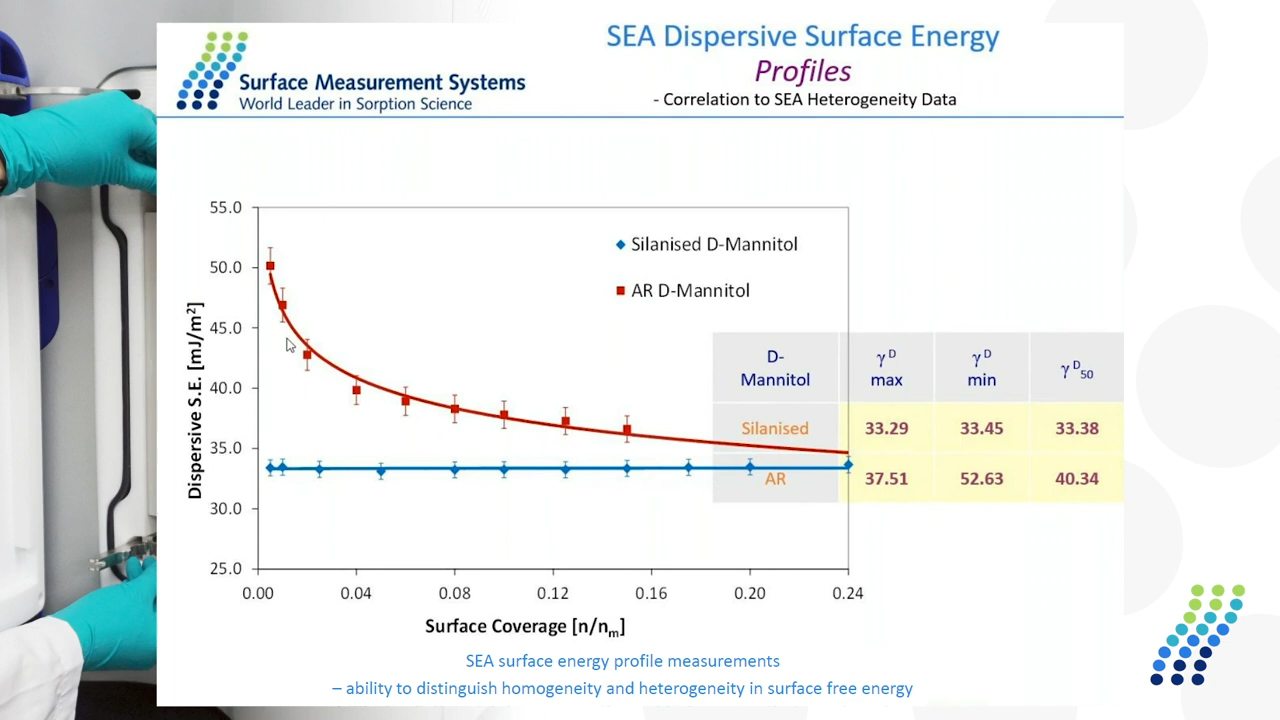 SEA Dispersive Surface Energy
Profiles
- Correlation to SEA Heterogeneity Data
Surface Measurement Systems
World Leader in Sorption Science
55.0
50.0
45.0
40.0
35.0
30.0
25.0
Dispersive S.E. [mJ/m²]
Silanised D-Mannitol
AR D-Mannitol
D-Mannitol γᴰ max γᴰ min γᴰ₅₀
Silanised 33.29 33.45 33.38
AR 37.51 52.63 40.34
0.00 0.04 0.08 0.12 0.16 0.20 0.24
Surface Coverage [n/nₘ]
SEA surface energy profile measurements
– ability to distinguish homogeneity and heterogeneity in surface free energy